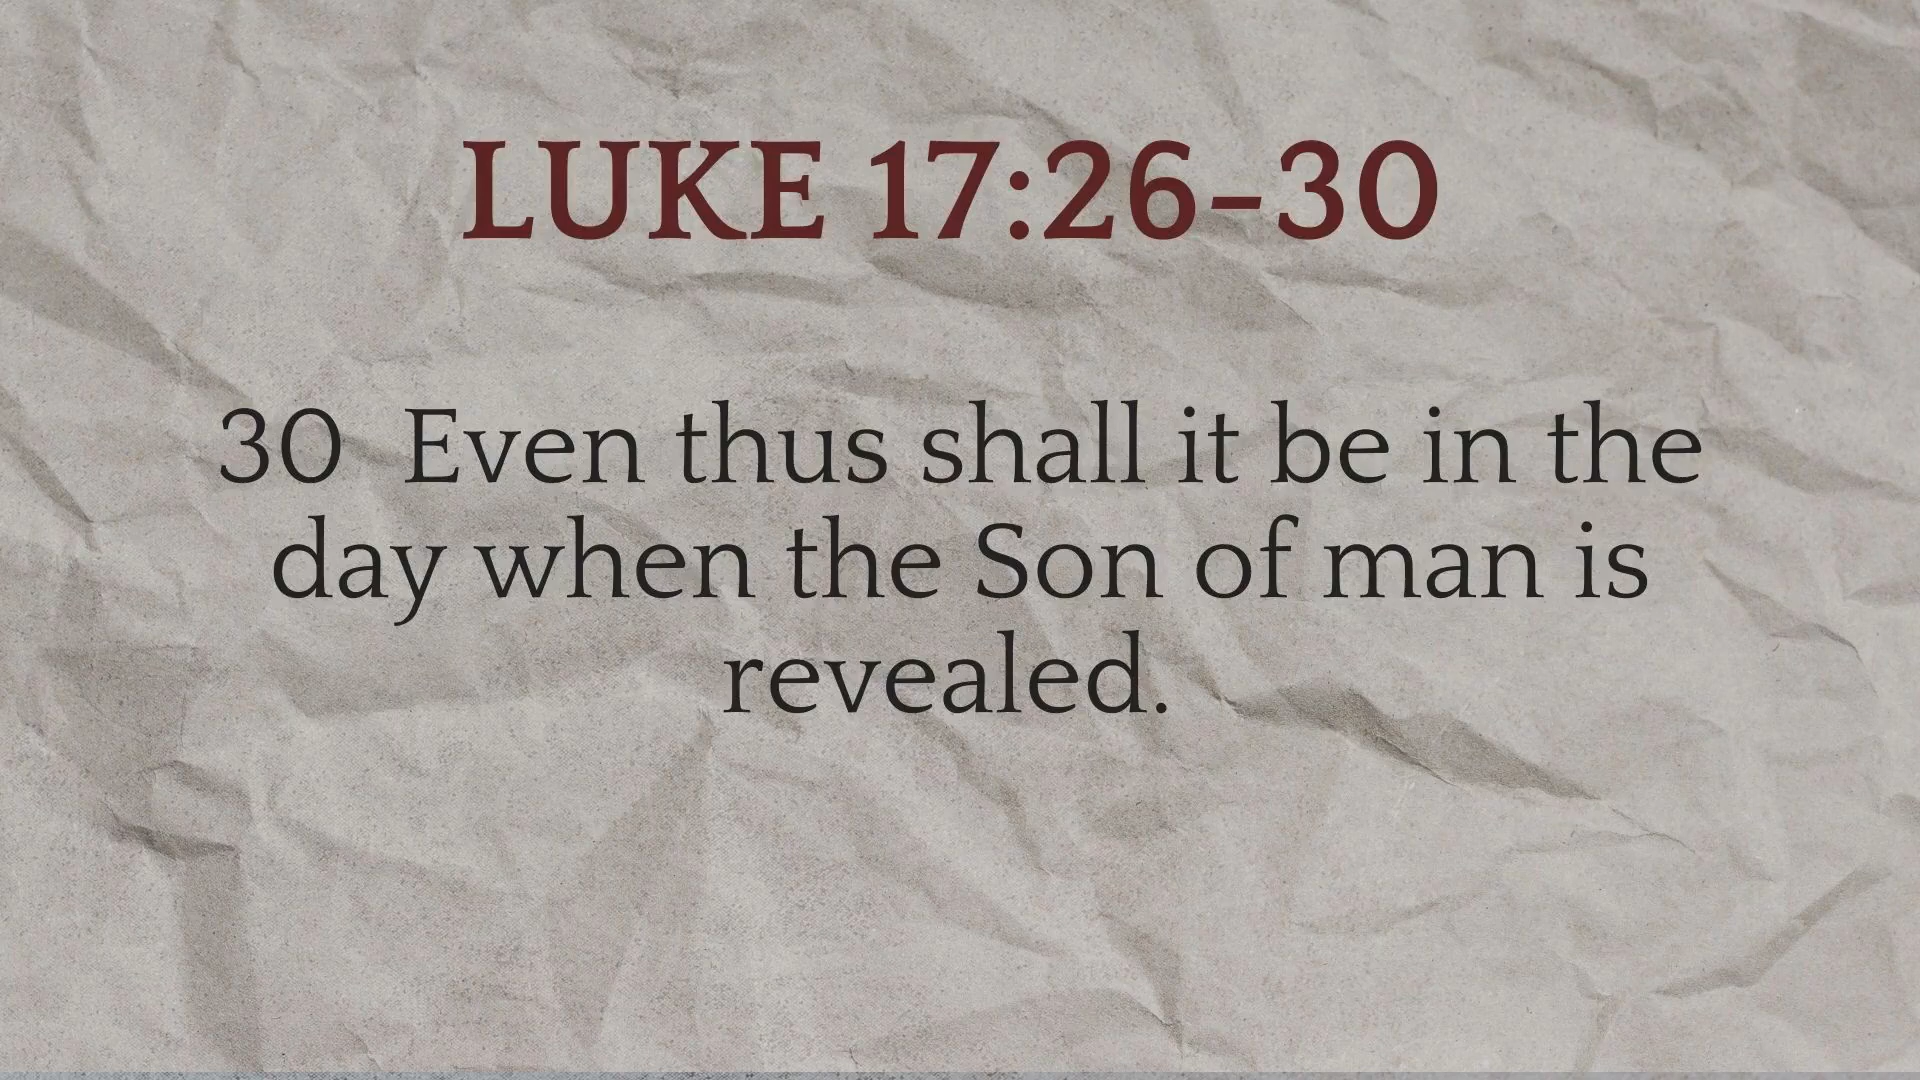 LUKE 17:26–30
30 Even thus shall it be in the
day when the Son of man is
revealed.